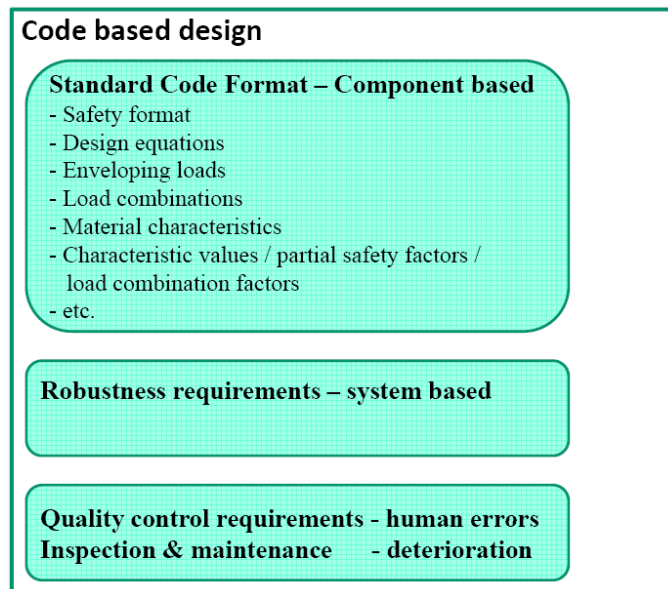 Code based design
Standard Code Format – Component based
- Safety format
- Design equations
- Enveloping loads
- Load combinations
- Material characteristics
- Characteristic values / partial safety factors /
load combination factors
- etc.
Robustness requirements – system based
Quality control requirements - human errors
Inspection & maintenance - deterioration